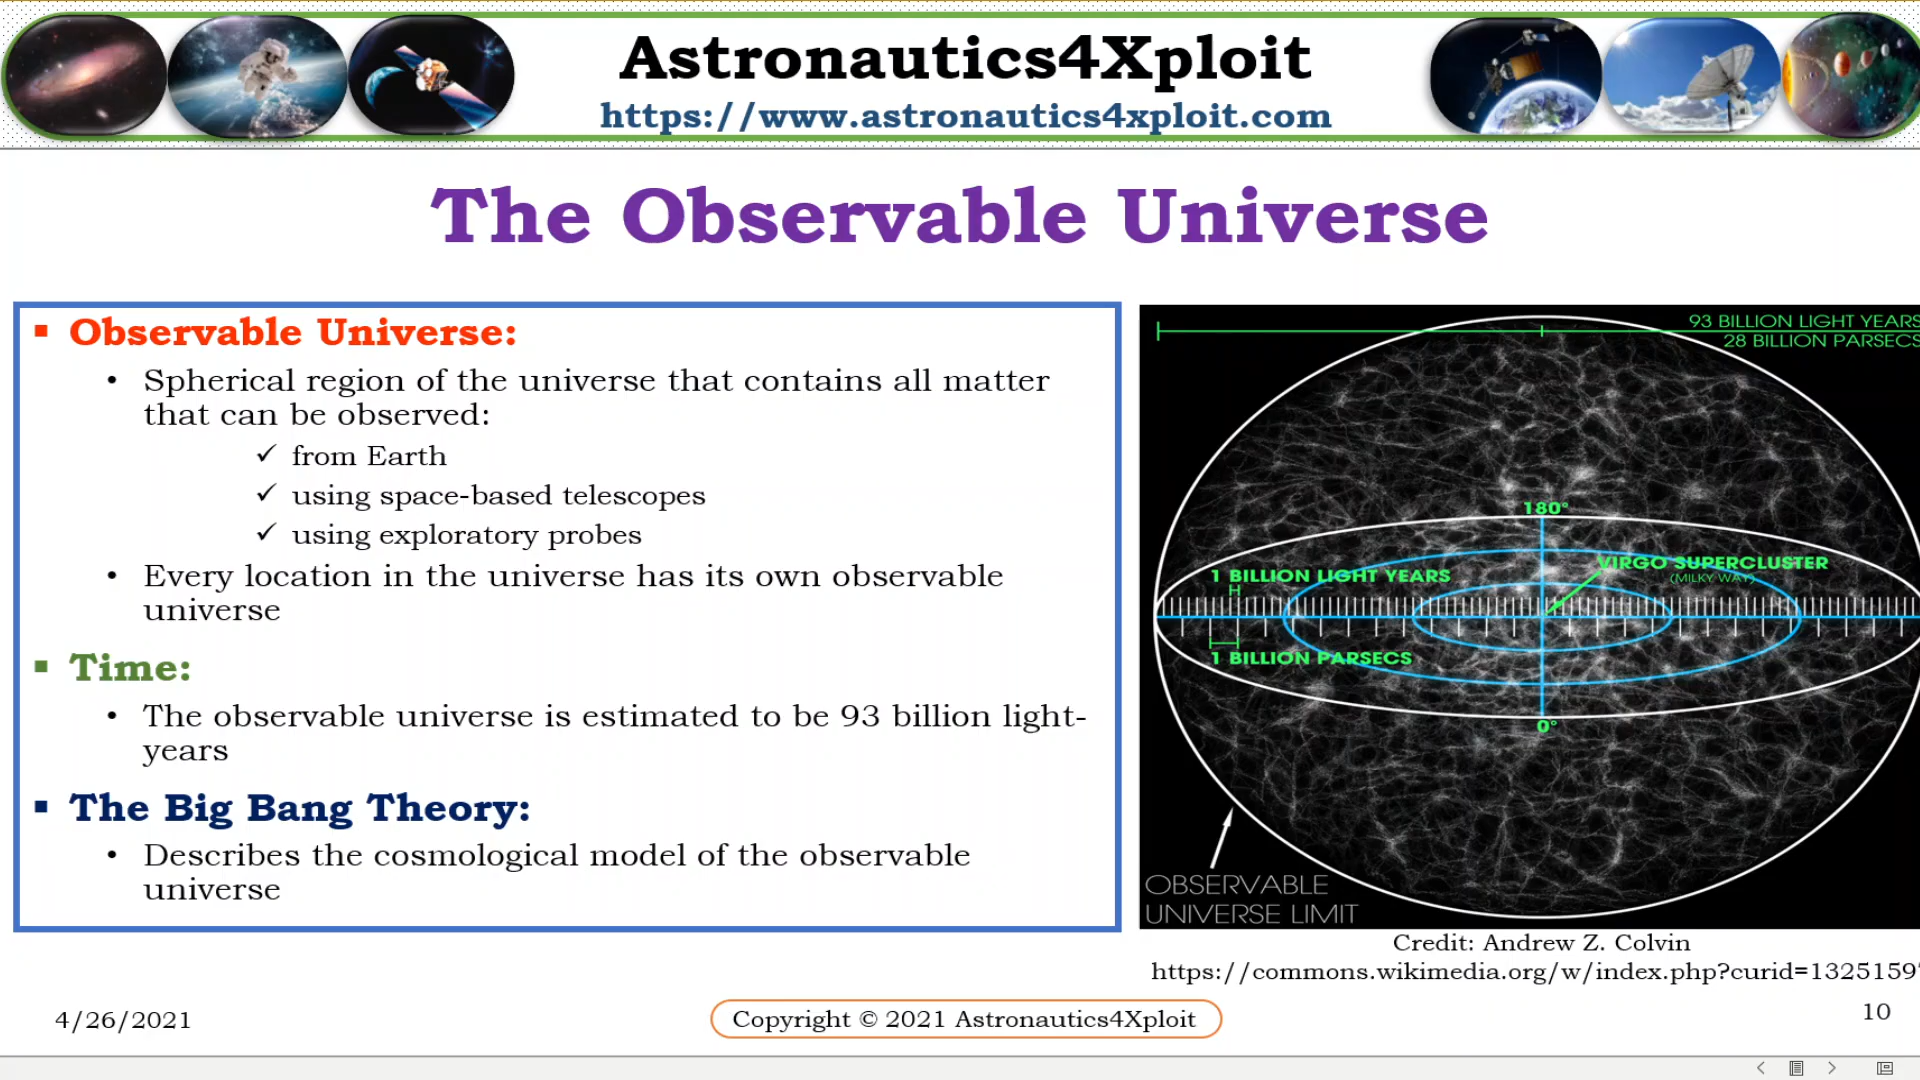 Astronautics4Xploit
https://www.astronautics4xploit.com
The Observable Universe
Observable Universe:
Spherical region of the universe that contains all matter
that can be observed:
from Earth
using space-based telescopes
using exploratory probes
Every location in the universe has its own observable
universe
Time:
The observable universe is estimated to be 93 billion light-
years
The Big Bang Theory:
Describes the cosmological model of the observable
universe
93 BILLION LIGHT YEARS
28 BILLION PARSECS
180°
VIRGO SUPERCLUSTER
(MILKY WAY)
1 BILLION LIGHT YEARS
1 BILLION PARSECS
0°
OBSERVABLE
UNIVERSE LIMIT
Credit: Andrew Z. Colvin
https://commons.wikimedia.org/w/index.php?curid=1325159
4/26/2021
Copyright © 2021 Astronautics4Xploit
10